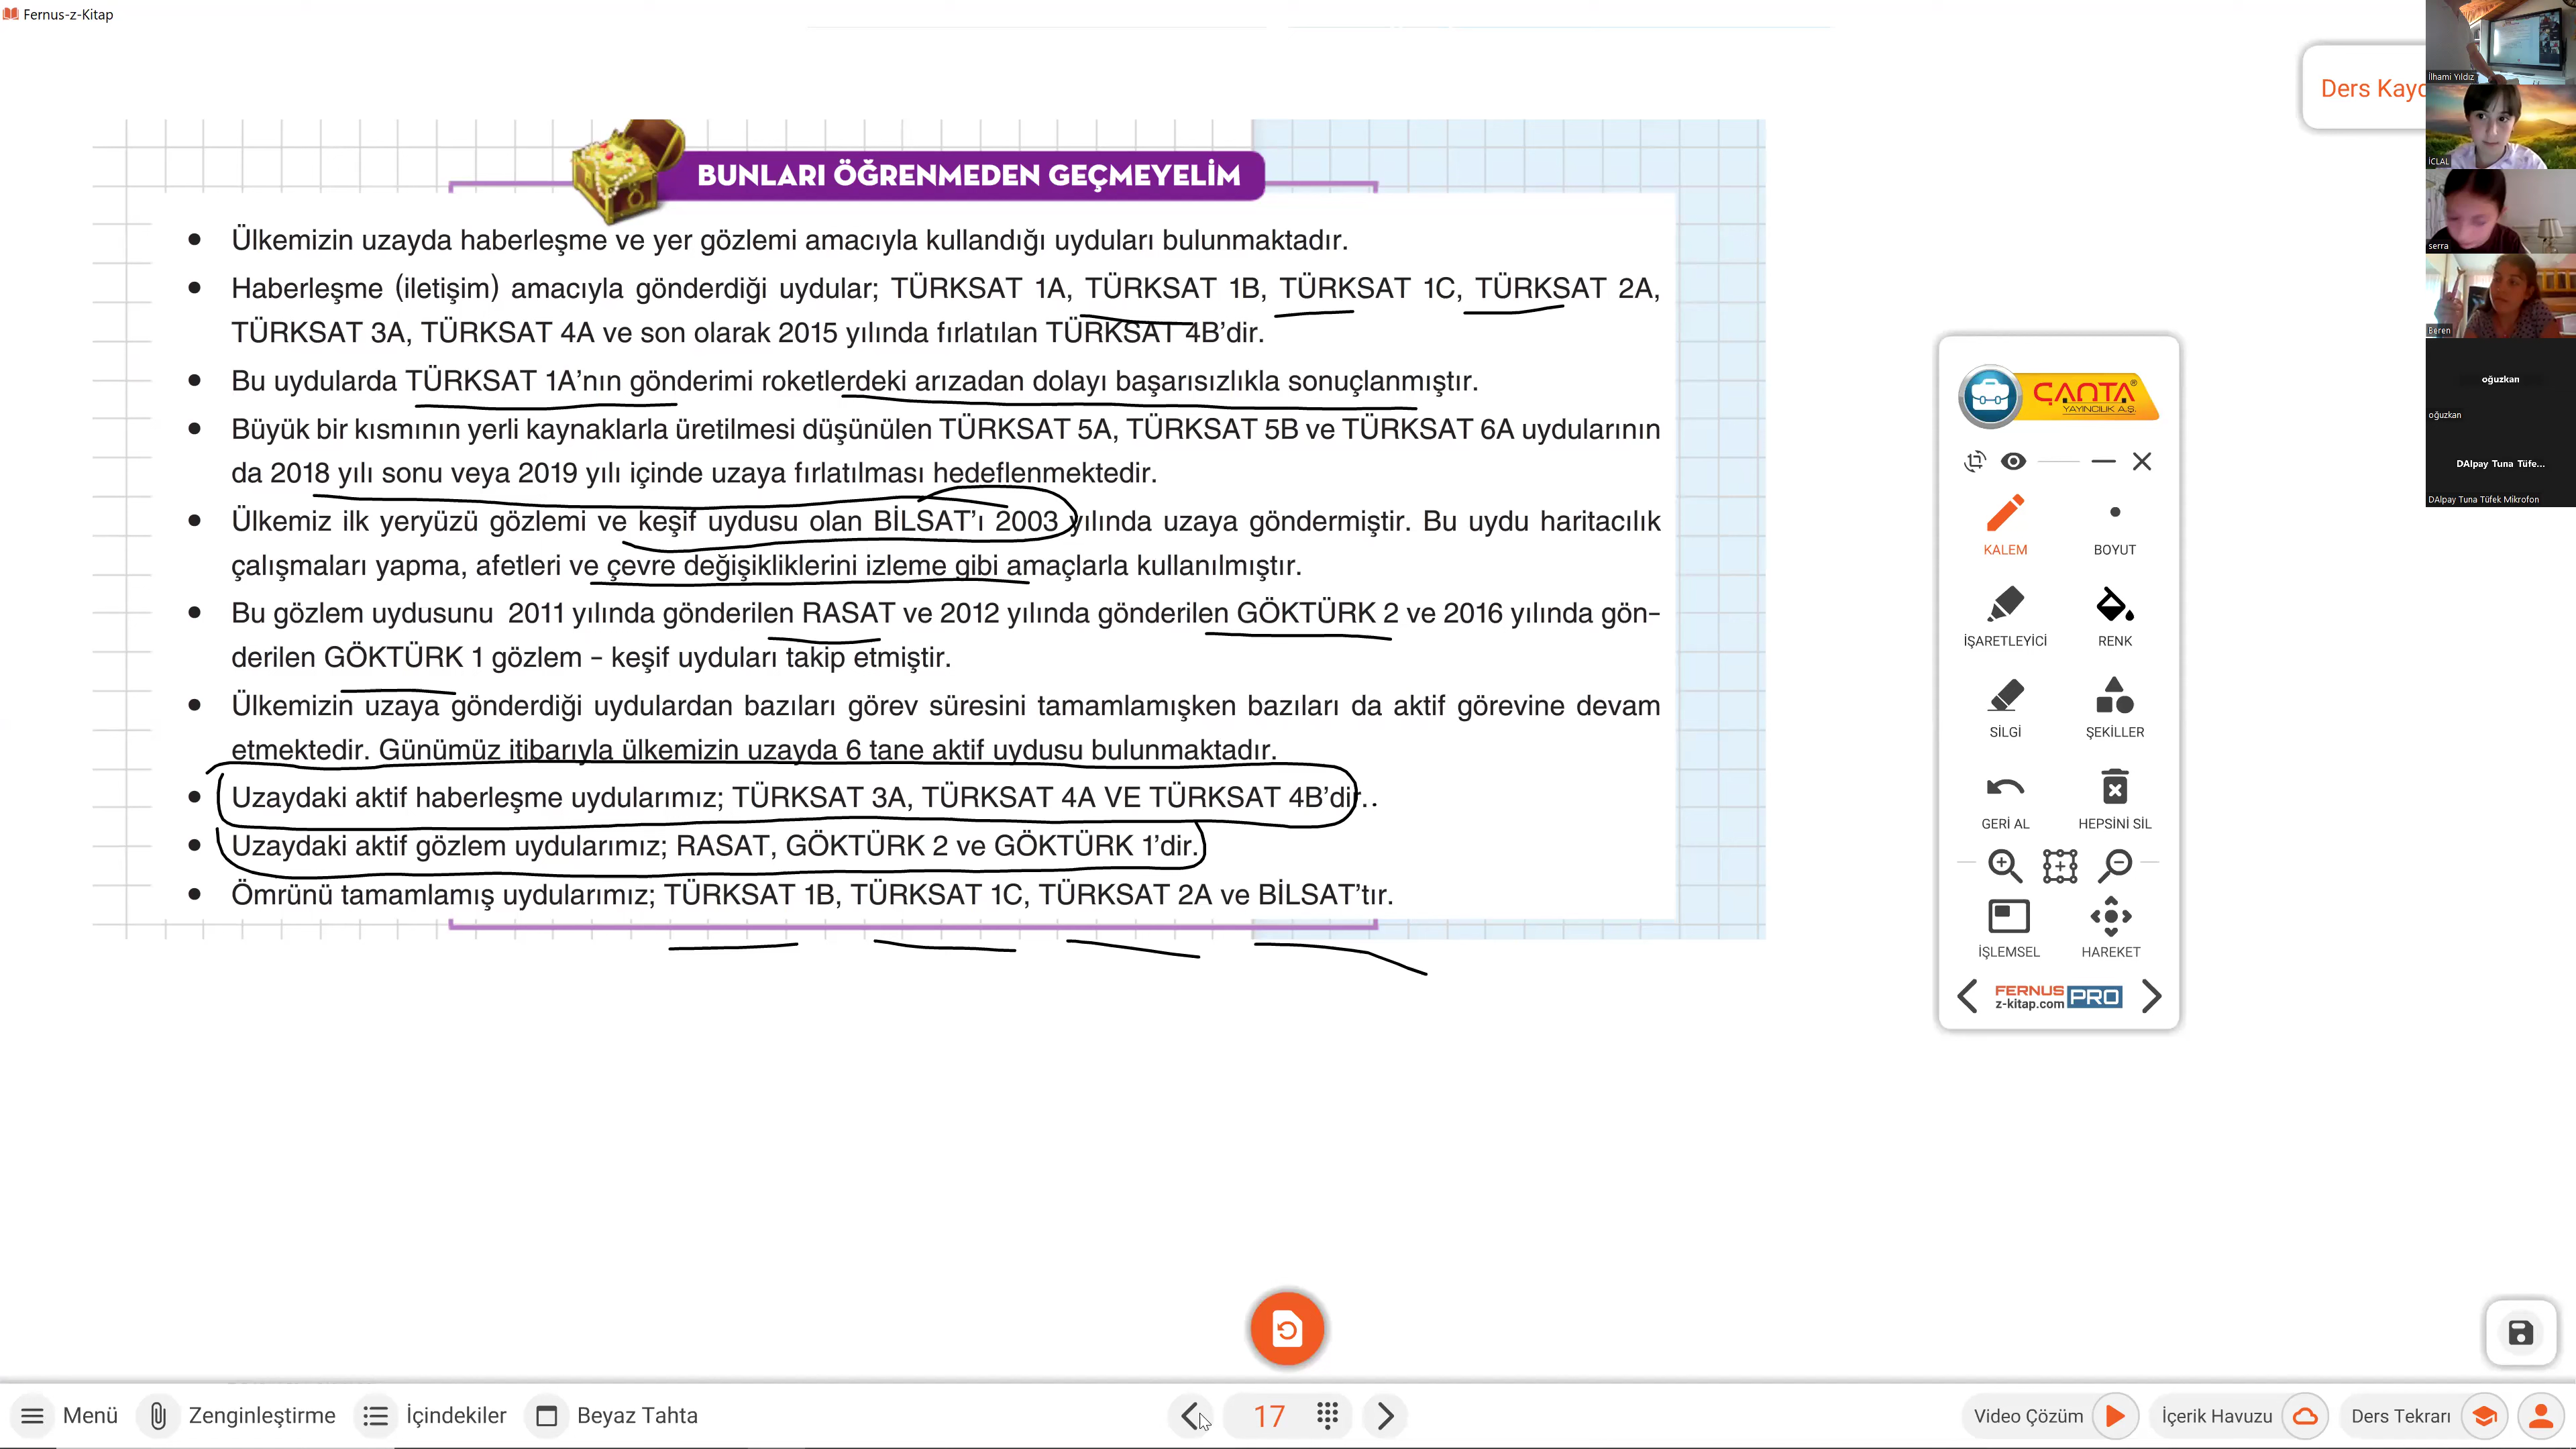 Fernus-z-Kitap
Ders Kayd
İlhami Yıldız
İCLAL
serra
Eeren
oğuzkan
oğuzkan
DAlpay Tuna Tüfe...
DAlpay Tuna Tüfek Mikrofon
BUNLARI ÖĞRENMEDEN GEÇMEYELİM
• Ülkemizin uzayda haberleşme ve yer gözlemi amacıyla kullandığı uyduları bulunmaktadır.
• Haberleşme (iletişim) amacıyla gönderdiği uydular; TÜRKSAT 1A, TÜRKSAT 1B, TÜRKSAT 1C, TÜRKSAT 2A,
TÜRKSAT 3A, TÜRKSAT 4A ve son olarak 2015 yılında fırlatılan TÜRKSAT 4B’dir.
• Bu uydularda TÜRKSAT 1A’nın gönderimi roketlerdeki arızadan dolayı başarısızlıkla sonuçlanmıştır.
• Büyük bir kısmının yerli kaynaklarla üretilmesi düşünülen TÜRKSAT 5A, TÜRKSAT 5B ve TÜRKSAT 6A uydularının
da 2018 yılı sonu veya 2019 yılı içinde uzaya fırlatılması hedeflenmektedir.
• Ülkemiz ilk yeryüzü gözlemi ve keşif uydusu olan BİLSAT’ı 2003 yılında uzaya göndermiştir. Bu uydu haritacılık
çalışmaları yapma, afetleri ve çevre değişikliklerini izleme gibi amaçlarla kullanılmıştır.
• Bu gözlem uydusunu 2011 yılında gönderilen RASAT ve 2012 yılında gönderilen GÖKTÜRK 2 ve 2016 yılında gön-
derilen GÖKTÜRK 1 gözlem - keşif uyduları takip etmiştir.
• Ülkemizin uzaya gönderdiği uydulardan bazıları görev süresini tamamlamışken bazıları da aktif görevine devam
etmektedir. Günümüz itibarıyla ülkemizin uzayda 6 tane aktif uydusu bulunmaktadır.
• Uzaydaki aktif haberleşme uydularımız; TÜRKSAT 3A, TÜRKSAT 4A VE TÜRKSAT 4B’dir..
• Uzaydaki aktif gözlem uydularımız; RASAT, GÖKTÜRK 2 ve GÖKTÜRK 1’dir.
• Ömrünü tamamlamış uydularımız; TÜRKSAT 1B, TÜRKSAT 1C, TÜRKSAT 2A ve BİLSAT’tır.
ÇANTA®
YAYINCILIK A.Ş.
KALEM
BOYUT
İŞARETLEYİCİ
RENK
SİLGİ
ŞEKİLLER
GERİ AL
HEPSİNİ SİL
İŞLEMSEL
HAREKET
FERNUS
z-kitap.com PRO
Menü
Zenginleştirme
İçindekiler
Beyaz Tahta
17
Video Çözüm
İçerik Havuzu
Ders Tekrarı